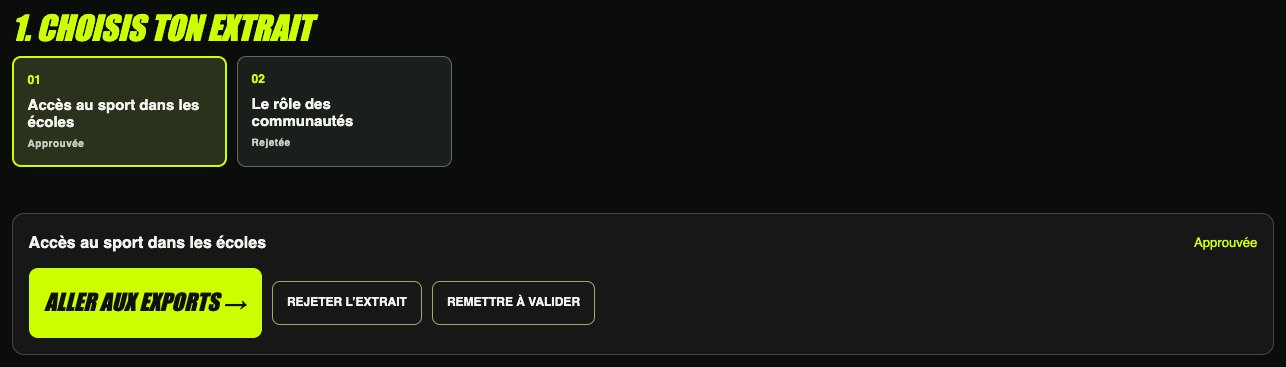 1. CHOISIS TON EXTRAIT
01
Accès au sport dans les
écoles
Approuvée
02
Le rôle des
communautés
Rejetée
Accès au sport dans les écoles
Approuvée
ALLER AUX EXPORTS →
REJETER L'EXTRAIT
REMETTRE À VALIDER